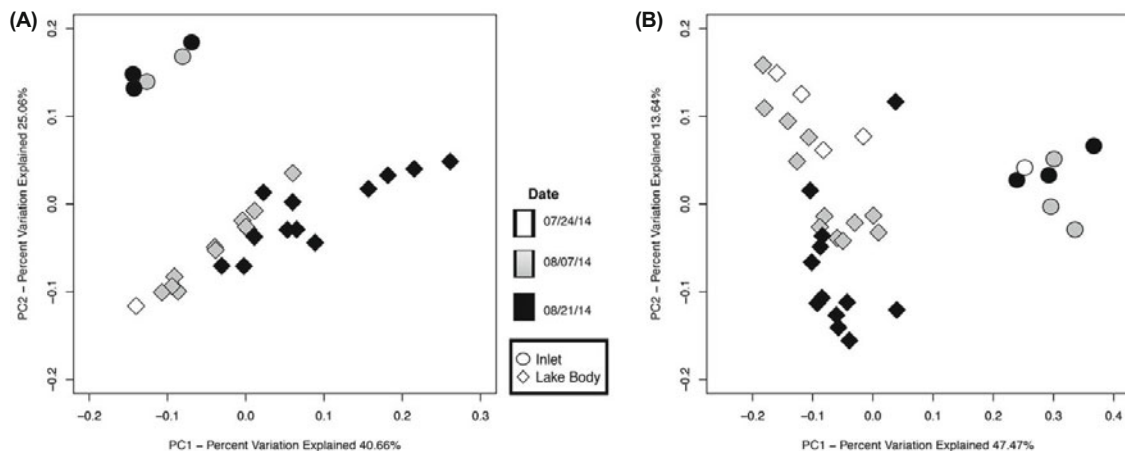 (A)
0.2
0.1
0.0
−0.1
−0.2
PC2 – Percent Variation Explained 25.06%
−0.2 −0.1 0.0 0.1 0.2 0.3
PC1 – Percent Variation Explained 40.66%
Date
07/24/14
08/07/14
08/21/14
Inlet
Lake Body
(B)
0.2
0.1
0.0
−0.1
−0.2
PC2 – Percent Variation Explained 13.64%
−0.2 −0.1 0.0 0.1 0.2 0.3 0.4
PC1 – Percent Variation Explained 47.47%